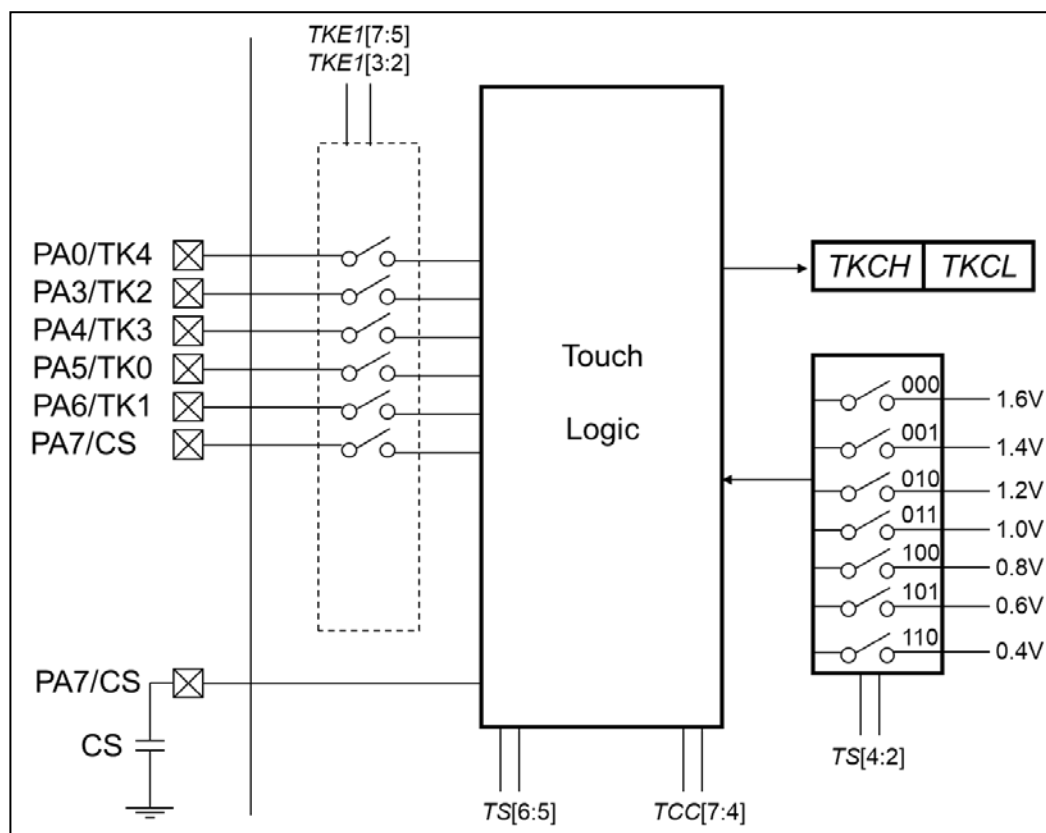 TKE1[7:5]
TKE1[3:2]
PA0/TK4
PA3/TK2
PA4/TK3
PA5/TK0
PA6/TK1
PA7/CS
PA7/CS
CS
Touch
Logic
TS[6:5]
TCC[7:4]
TKCH TKCL
000 1.6V
001 1.4V
010 1.2V
011 1.0V
100 0.8V
101 0.6V
110 0.4V
TS[4:2]